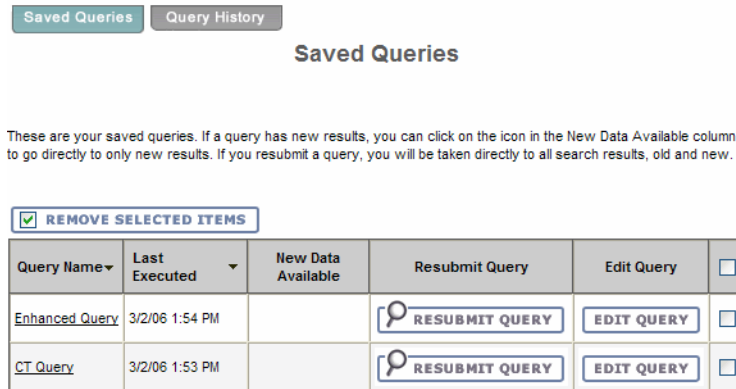 Saved Queries Query History
Saved Queries
These are your saved queries. If a query has new results, you can click on the icon in the New Data Available column
to go directly to only new results. If you resubmit a query, you will be taken directly to all search results, old and new.
REMOVE SELECTED ITEMS
Query Name Last Executed New Data Available Resubmit Query Edit Query
Enhanced Query 3/2/06 1:54 PM RESUBMIT QUERY EDIT QUERY
CT Query 3/2/06 1:53 PM RESUBMIT QUERY EDIT QUERY